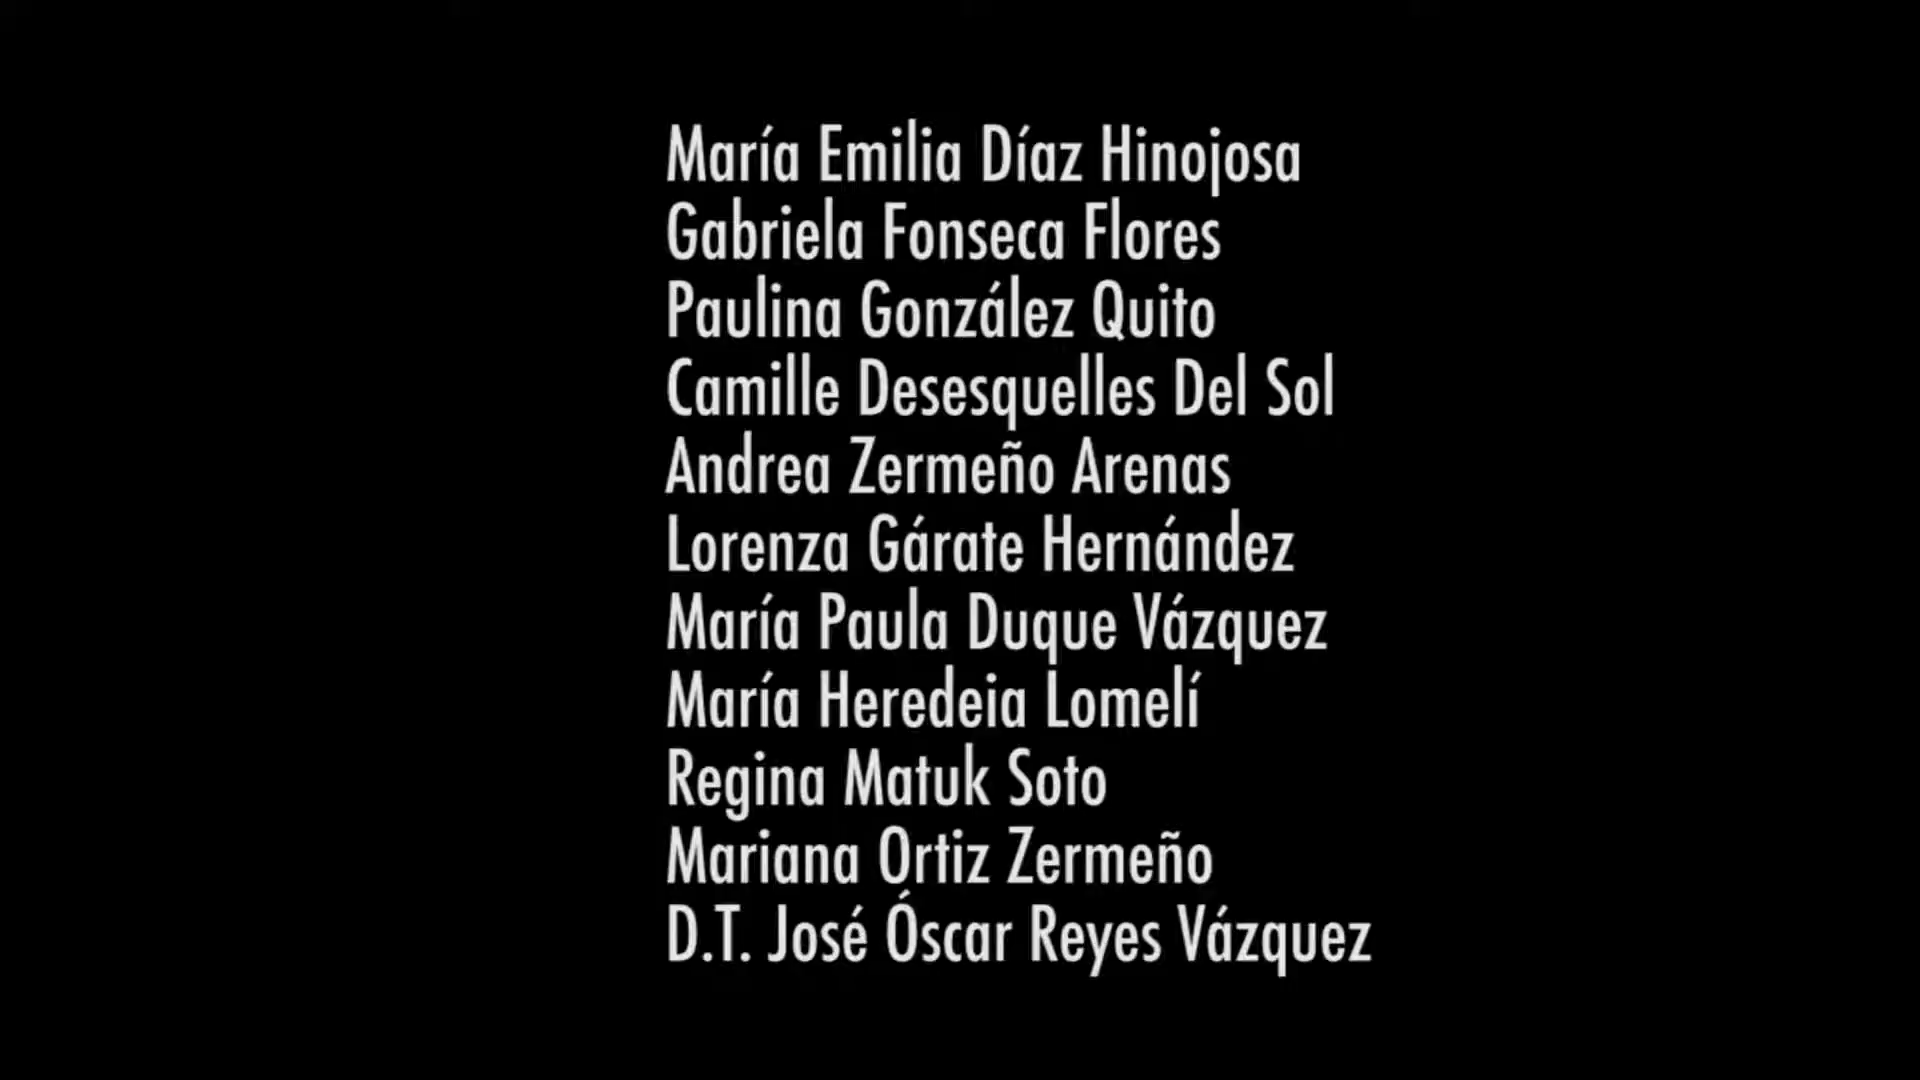 María Emilia Díaz Hinojosa
Gabriela Fonseca Flores
Paulina González Quito
Camille Desesquelles Del Sol
Andrea Zermeño Arenas
Lorenza Gárate Hernández
María Paula Duque Vázquez
María Heredeia Lomelí
Regina Matuk Soto
Mariana Ortiz Zermeño
D.T. José Óscar Reyes Vázquez